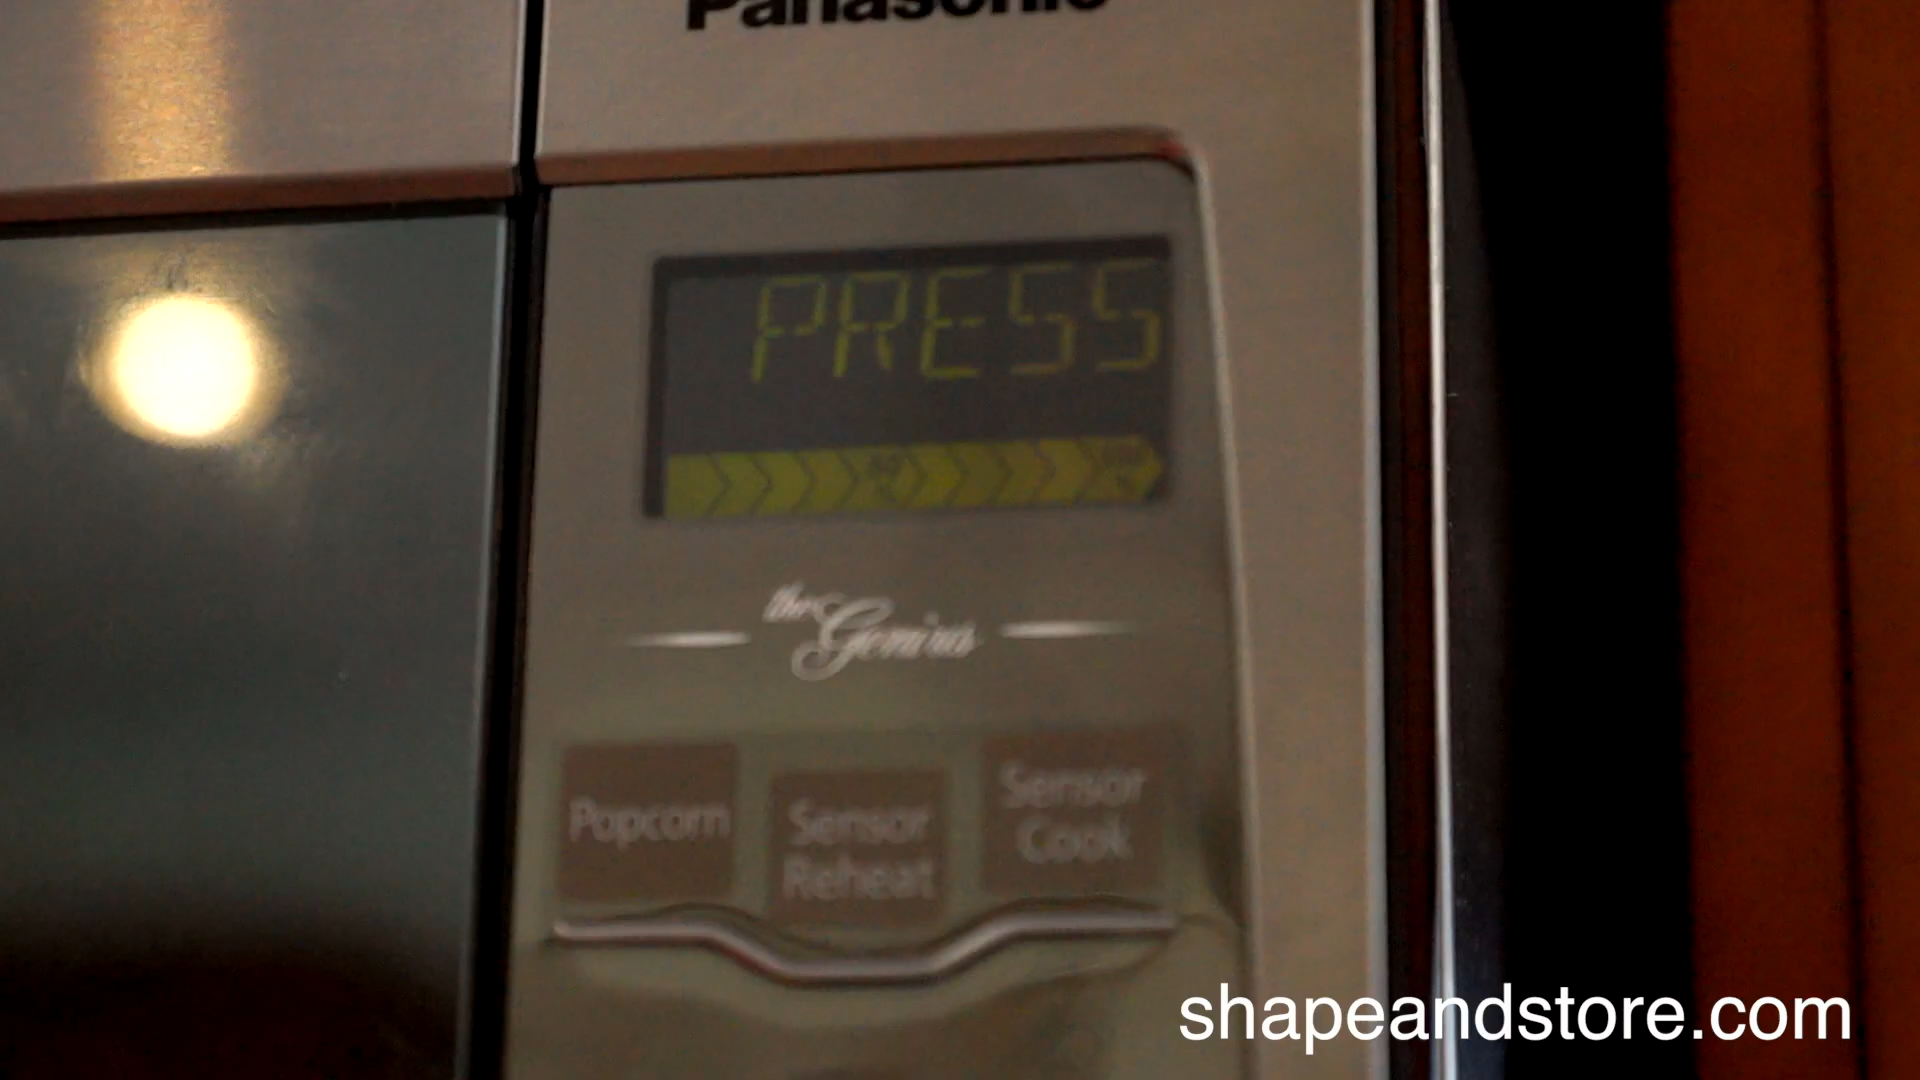 Panasonic
PRESS
the Genius
Popcorn
Sensor
Reheat
Sensor
Cook
shapeandstore.com